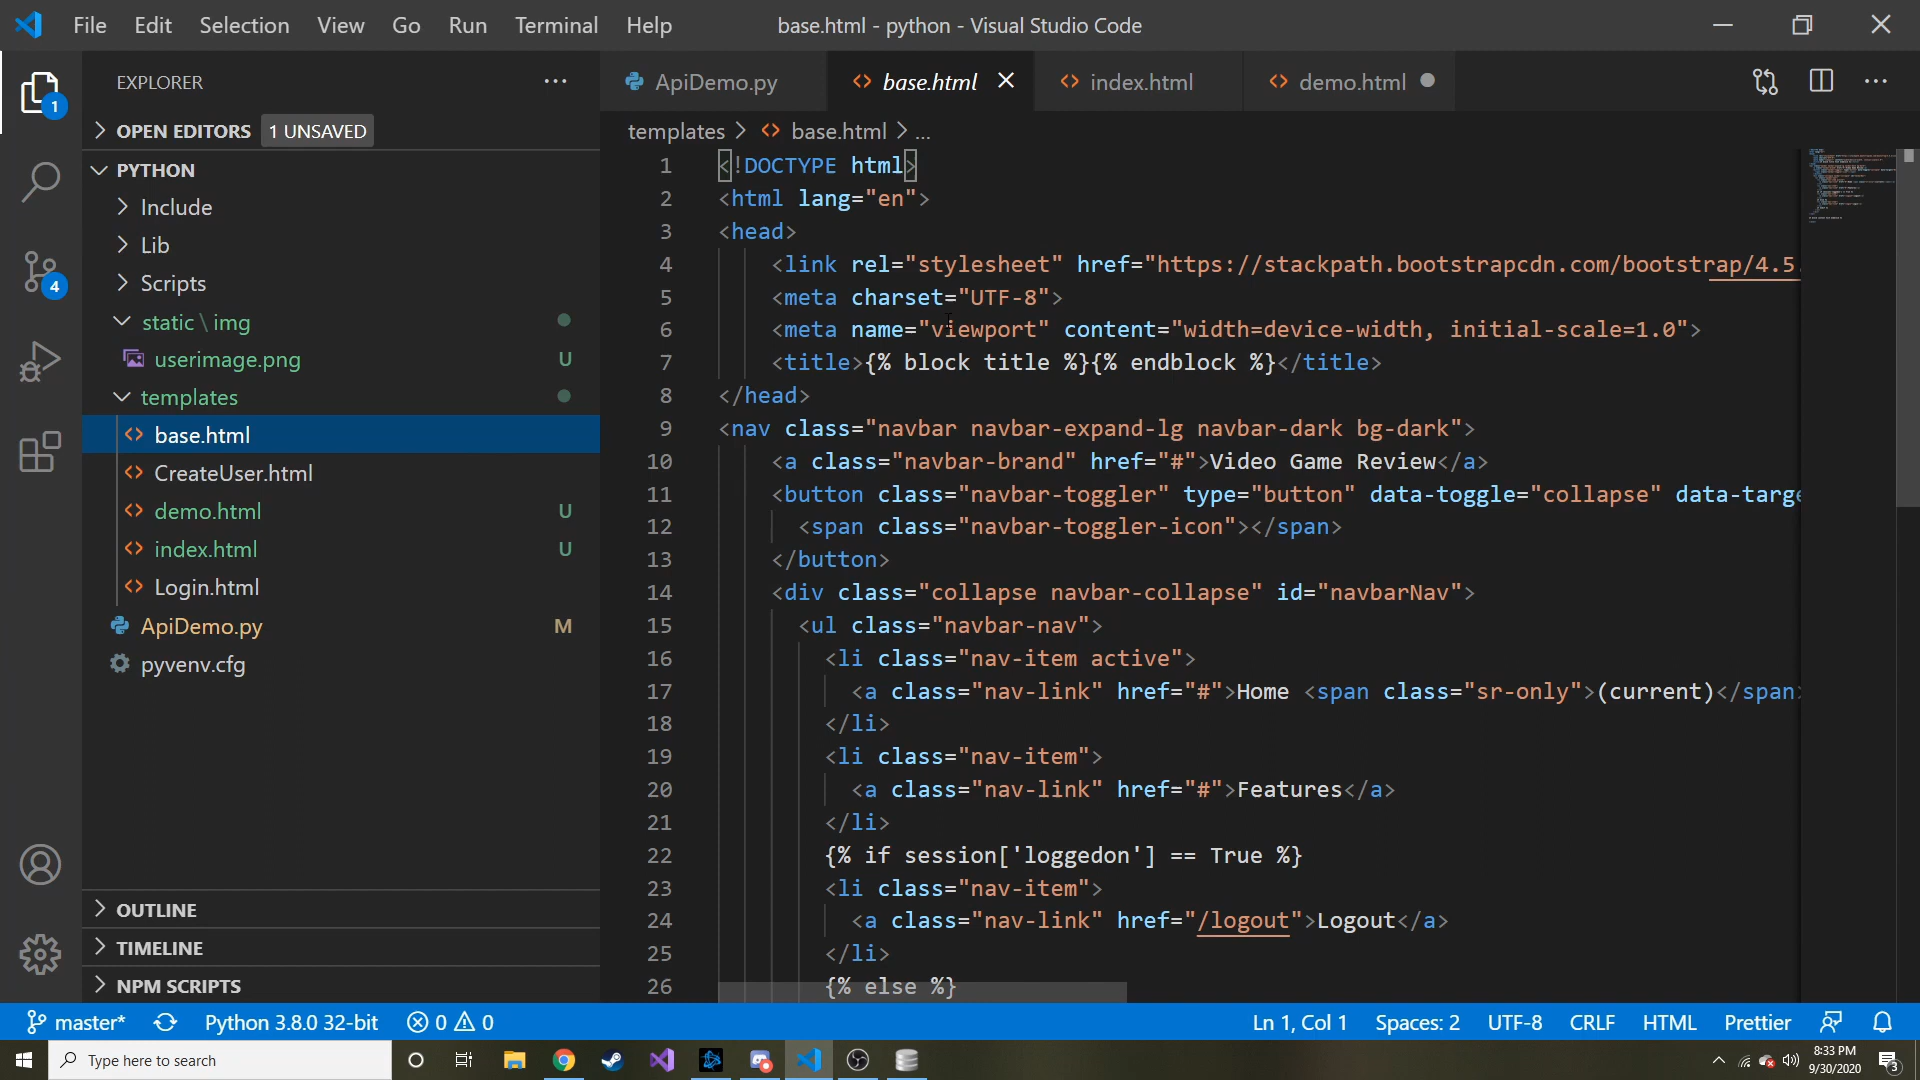 File Edit Selection View Go Run Terminal Help base.html - python - Visual Studio Code
EXPLORER
1
OPEN EDITORS 1 UNSAVED
PYTHON
Include
Lib
Scripts
4
static \ img
userimage.png U
templates
base.html
CreateUser.html
demo.html U
index.html U
Login.html
ApiDemo.py M
pyvenv.cfg
OUTLINE
TIMELINE
NPM SCRIPTS
ApiDemo.py base.html index.html demo.html
templates > base.html > ...
1 <!DOCTYPE html>
2 <html lang="en">
3 <head>
4 <link rel="stylesheet" href="https://stackpath.bootstrapcdn.com/bootstrap/4.5.
5 <meta charset="UTF-8">
6 <meta name="viewport" content="width=device-width, initial-scale=1.0">
7 <title>{% block title %}{% endblock %}</title>
8 </head>
9 <nav class="navbar navbar-expand-lg navbar-dark bg-dark">
10 <a class="navbar-brand" href="#">Video Game Review</a>
11 <button class="navbar-toggler" type="button" data-toggle="collapse" data-targe
12 <span class="navbar-toggler-icon"></span>
13 </button>
14 <div class="collapse navbar-collapse" id="navbarNav">
15 <ul class="navbar-nav">
16 <li class="nav-item active">
17 <a class="nav-link" href="#">Home <span class="sr-only">(current)</span>
18 </li>
19 <li class="nav-item">
20 <a class="nav-link" href="#">Features</a>
21 </li>
22 {% if session['loggedon'] == True %}
23 <li class="nav-item">
24 <a class="nav-link" href="/logout">Logout</a>
25 </li>
26 {% else %}
master* Python 3.8.0 32-bit 0 0 Ln 1, Col 1 Spaces: 2 UTF-8 CRLF HTML Prettier
Type here to search
8:33 PM
9/30/2020
3